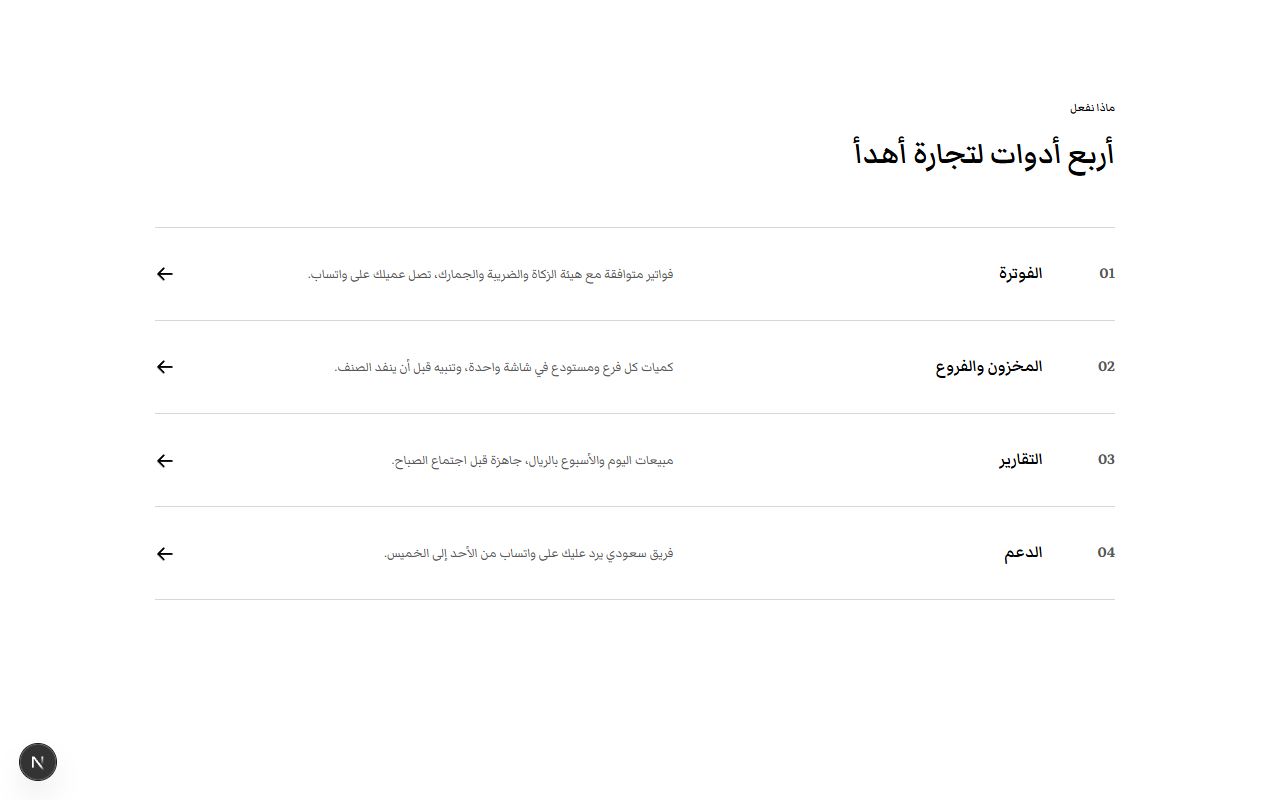 ماذا نفعل
أربع أدوات لتجارة أهدأ
01 الفوترة فواتير متوافقة مع هيئة الزكاة والضريبة والجمارك، تصل عميلك على واتساب.
02 المخزون والفروع كميات كل فرع ومستودع في شاشة واحدة، وتنبيه قبل أن ينفد الصنف.
03 التقارير مبيعات اليوم والأسبوع بالريال، جاهزة قبل اجتماع الصباح.
04 الدعم فريق سعودي يرد عليك على واتساب من الأحد إلى الخميس.
N